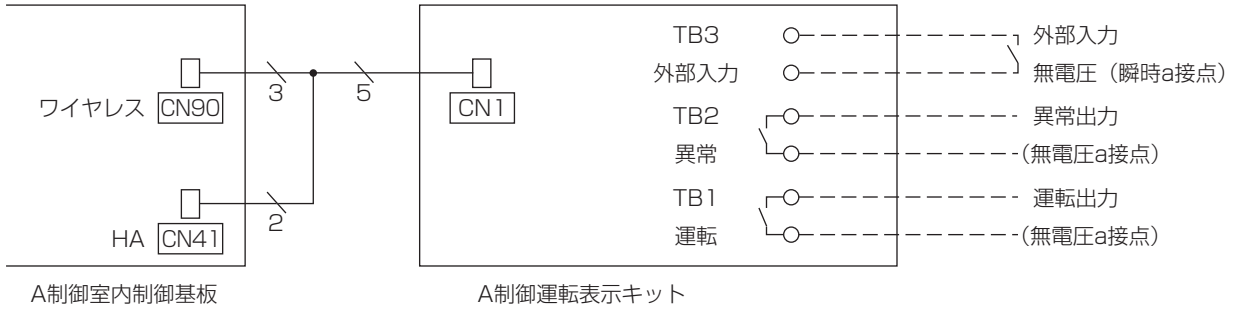 TB3
外部入力
外部入力
無電圧（瞬時a接点）
ワイヤレス CN90
3
5
CN1
TB2
異常出力
異常
(無電圧a接点)
TB1
運転出力
2
HA CN41
運転
(無電圧a接点)
A制御室内制御基板
A制御運転表示キット